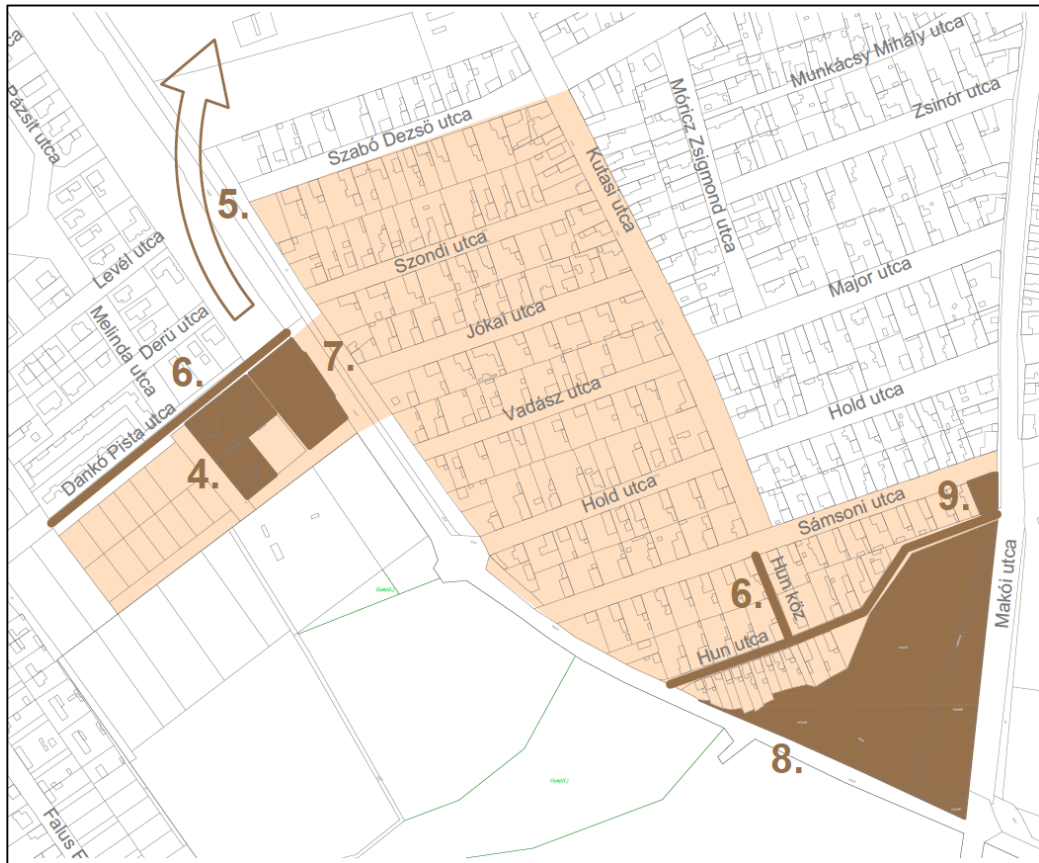 Pázsit utca
Munkácsy Mihály utca
Móricz Zsigmond utca
Zsinór utca
Szabó Dezső utca
Kutasi utca
5.
Levél utca
Szondi utca
Major utca
Melinda utca
Derü utca
Jókai utca
6.
7.
Vadász utca
Hold utca
Dankó Pista utca
4.
Hold utca
Sámsoni utca
9.
Makói utca
6.
Hun köz
Hun utca
8.
Falus